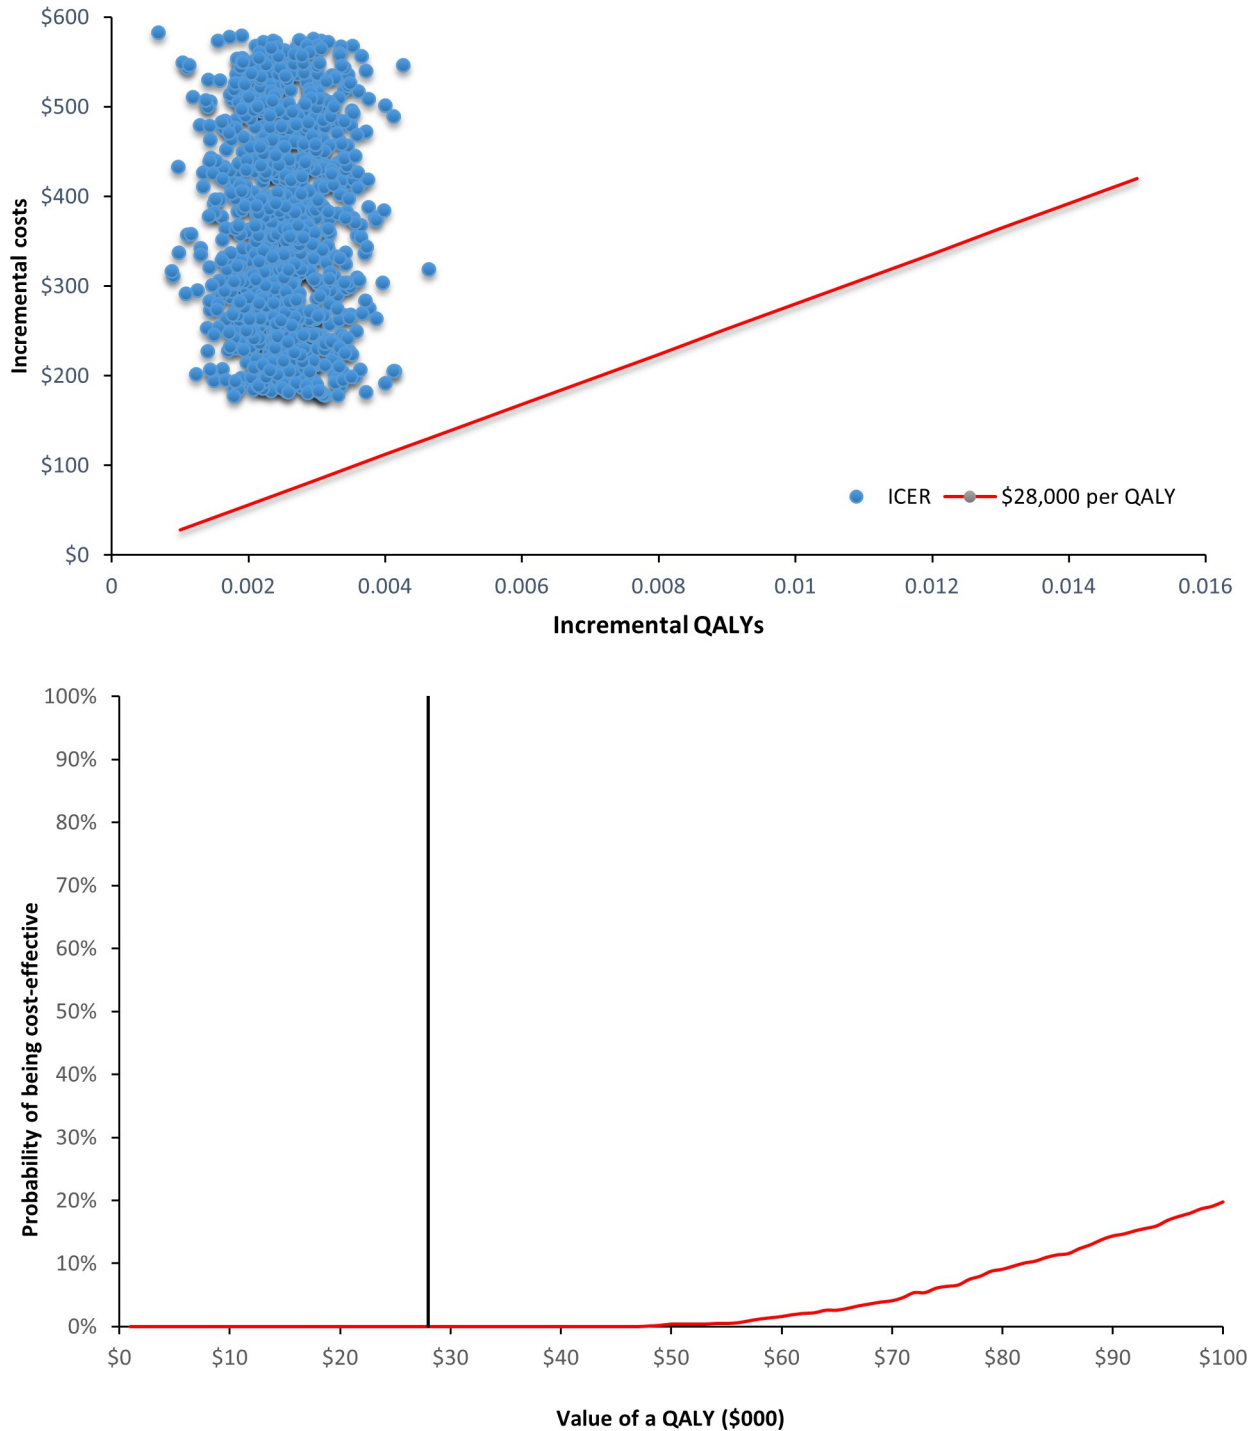 $600
$500
$400
$300
$200
$100
$0
Incremental costs
ICER
$28,000 per QALY
0 0.002 0.004 0.006 0.008 0.01 0.012 0.014 0.016
Incremental QALYs
100%
90%
80%
70%
60%
50%
40%
30%
20%
10%
0%
Probability of being cost-effective
$0 $10 $20 $30 $40 $50 $60 $70 $80 $90 $100
Value of a QALY ($000)